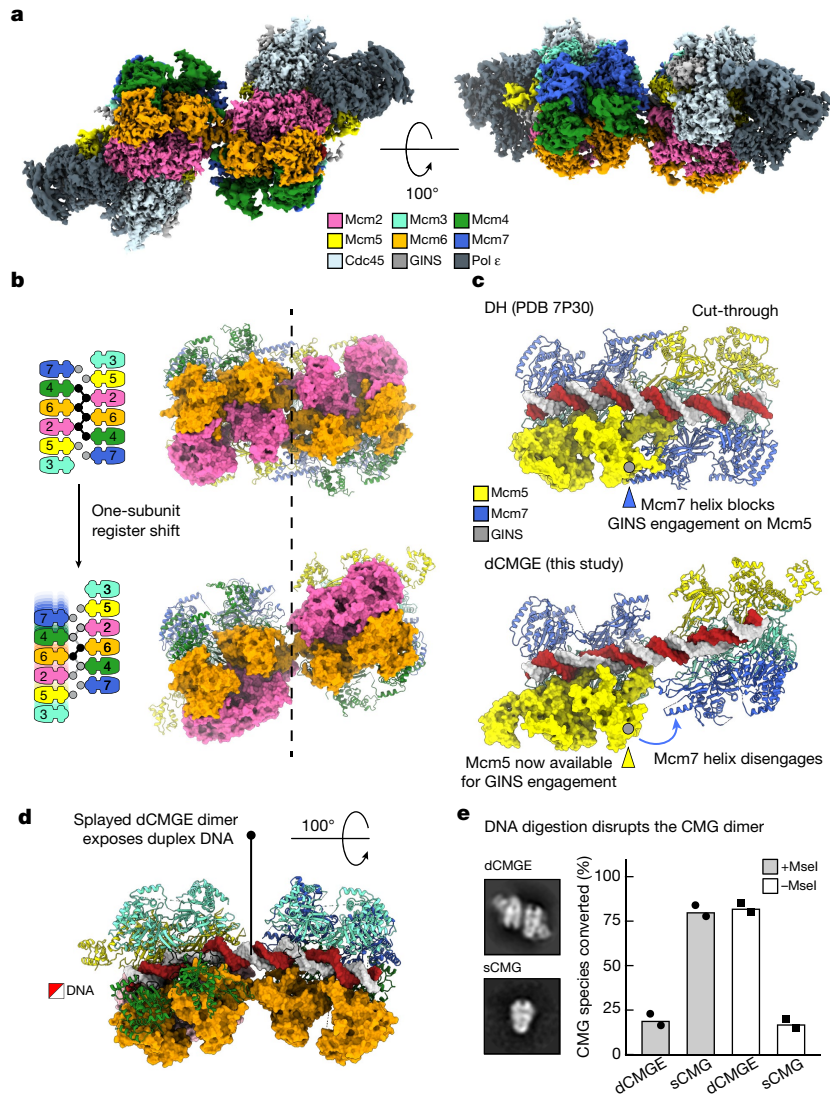 a
100°
Mcm2 Mcm3 Mcm4
Mcm5 Mcm6 Mcm7
Cdc45 GINS Pol ε
b
7
4
6
2
5
3
3
5
2
6
4
7
One-subunit
register shift
7
4
6
2
5
3
3
5
2
6
4
7
c
DH (PDB 7P30) Cut-through
Mcm5
Mcm7
GINS
Mcm7 helix blocks
GINS engagement on Mcm5
dCMGE (this study)
Mcm5 now available
for GINS engagement
Mcm7 helix disengages
d
Splayed dCMGE dimer
exposes duplex DNA
100°
DNA
e
DNA digestion disrupts the CMG dimer
dCMGE
sCMG
CMG species converted (%)
100
75
50
25
0
+MseI
−MseI
dCMGE sCMG dCMGE sCMG